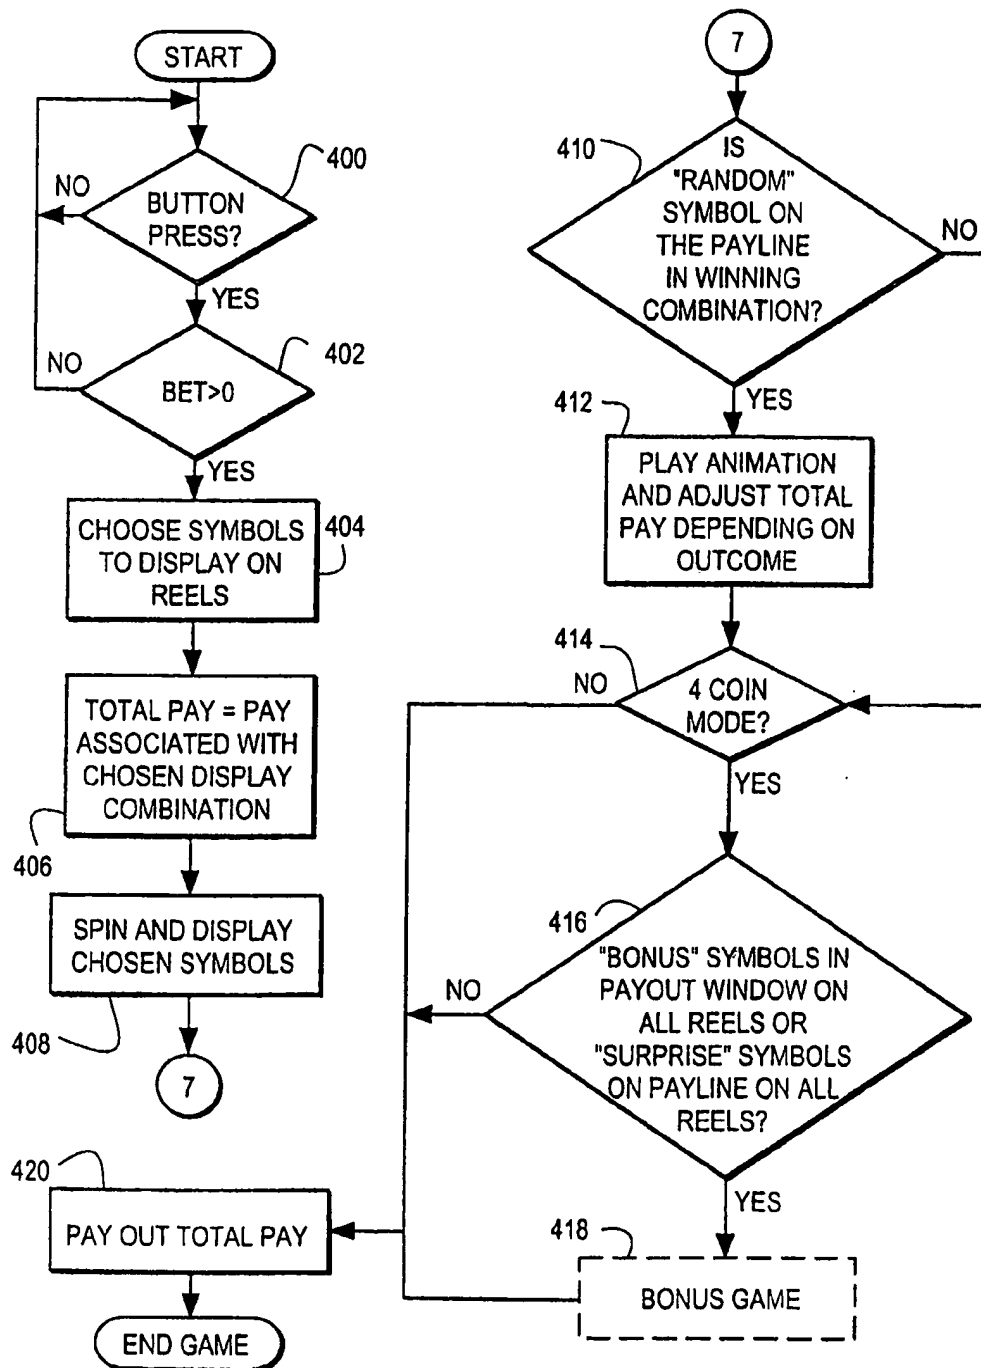 START
400
NO
BUTTON
PRESS?
YES
402
NO
BET>0
YES
CHOOSE SYMBOLS
TO DISPLAY ON
REELS
404
TOTAL PAY = PAY
ASSOCIATED WITH
CHOSEN DISPLAY
COMBINATION
406
SPIN AND DISPLAY
CHOSEN SYMBOLS
408
7
420
PAY OUT TOTAL PAY
END GAME
7
410
IS
"RANDOM"
SYMBOL ON
THE PAYLINE
IN WINNING
COMBINATION?
NO
YES
412
PLAY ANIMATION
AND ADJUST TOTAL
PAY DEPENDING ON
OUTCOME
414
NO
4 COIN
MODE?
YES
416
NO
"BONUS" SYMBOLS IN
PAYOUT WINDOW ON
ALL REELS OR
"SURPRISE" SYMBOLS
ON PAYLINE ON ALL
REELS?
YES
418
BONUS GAME